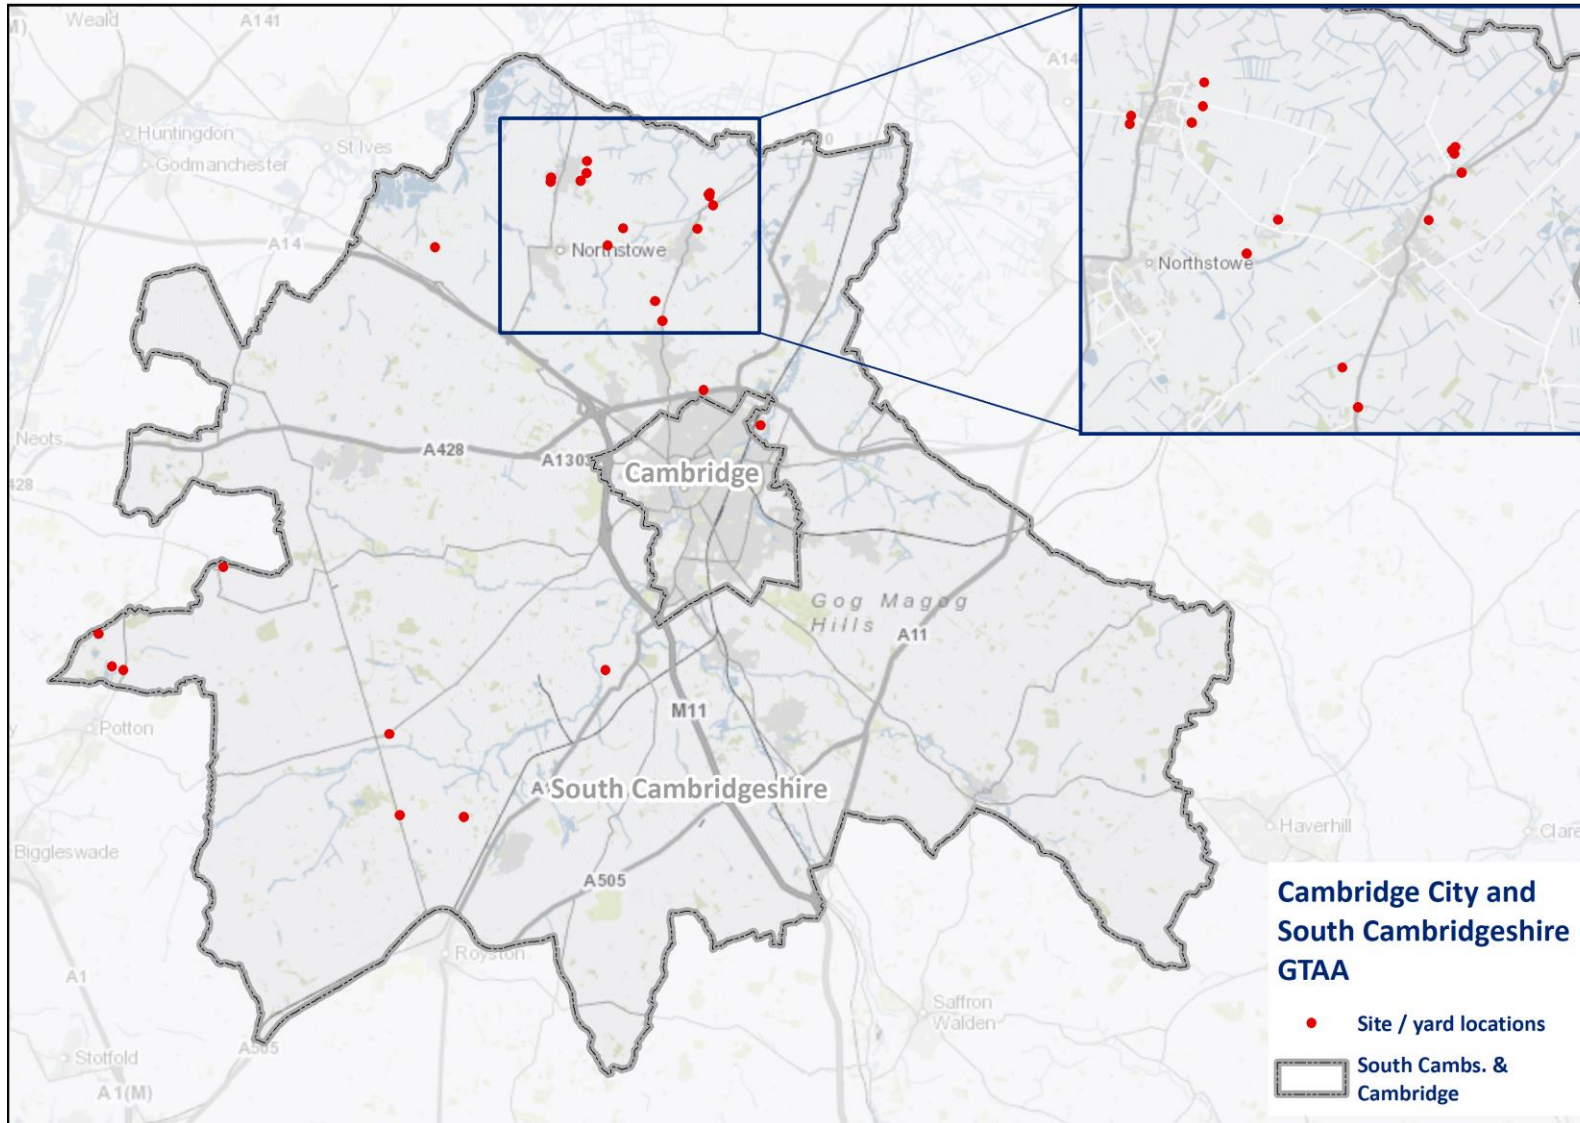 Weald
A141
(M)
A14
Huntingdon
St Ives
Godmanchester
A14
Northstowe
Northstowe
Neots
A428
A1303
428
Cambridge
Gog Magog
Hills
A11
Potton
M11
South Cambridgeshire
Haverhill
Clare
Biggleswade
A505
Royston
A1
Saffron
Walden
Stotfold
A505
A1(M)
Cambridge City and
South Cambridgeshire
GTAA
Site / yard locations
South Cambs. &
Cambridge